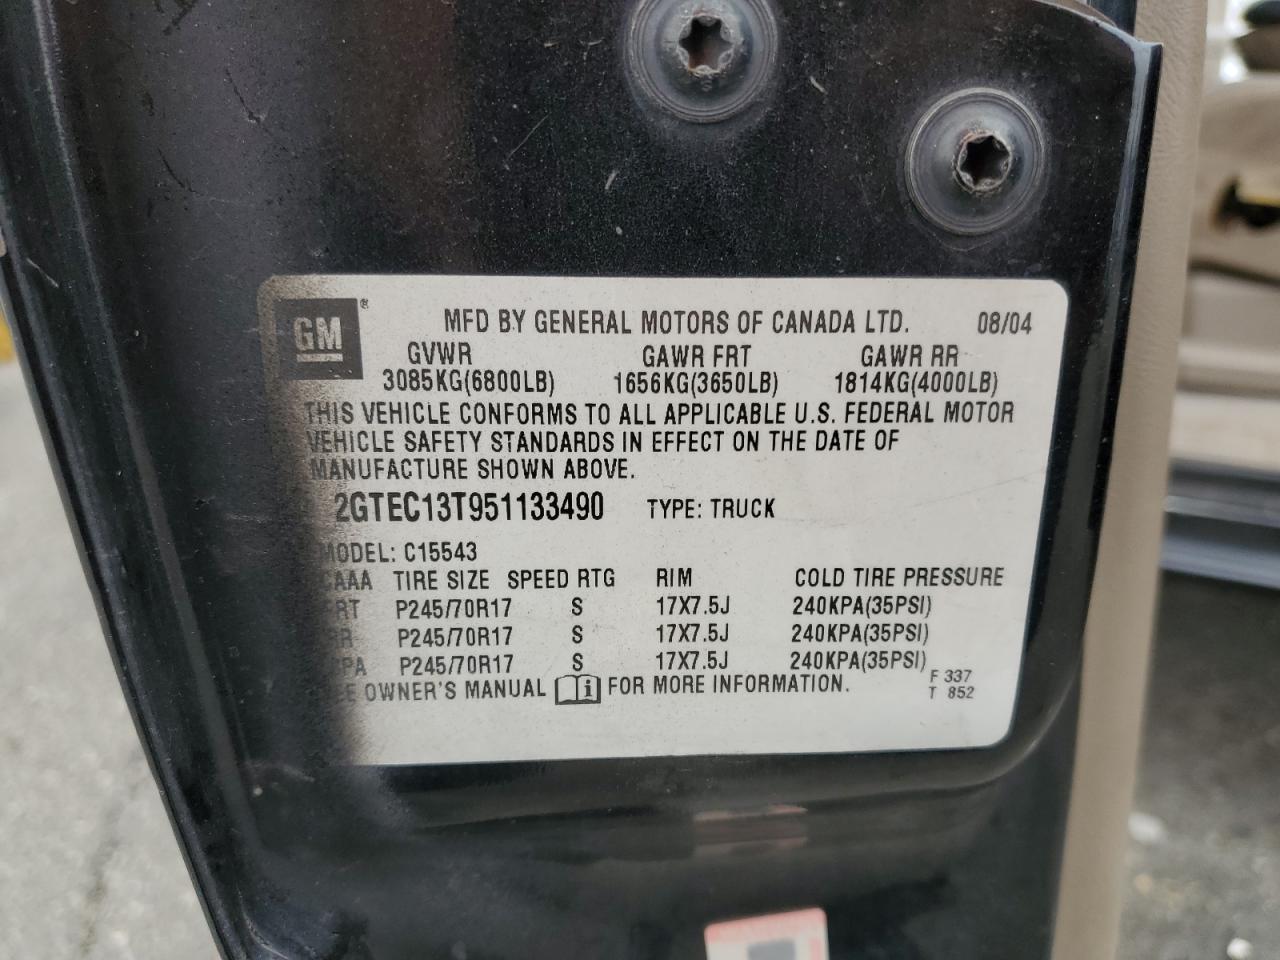 GM®
MFD BY GENERAL MOTORS OF CANADA LTD. 08/04
GVWR GAWR FRT GAWR RR
3085KG(6800LB) 1656KG(3650LB) 1814KG(4000LB)
THIS VEHICLE CONFORMS TO ALL APPLICABLE U.S. FEDERAL MOTOR
VEHICLE SAFETY STANDARDS IN EFFECT ON THE DATE OF
MANUFACTURE SHOWN ABOVE.
2GTEC13T951133490 TYPE: TRUCK
MODEL: C15543
CAAA TIRE SIZE SPEED RTG RIM COLD TIRE PRESSURE
FRT P245/70R17 S 17X7.5J 240KPA(35PSI)
RR P245/70R17 S 17X7.5J 240KPA(35PSI)
P245/70R17 S 17X7.5J 240KPA(35PSI)
SEE OWNER'S MANUAL FOR MORE INFORMATION.
F 337
T 852